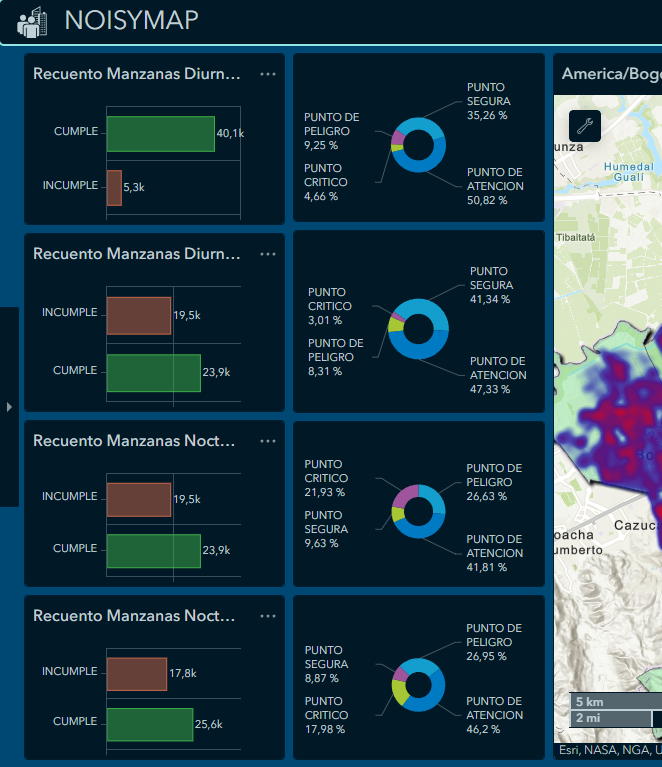 NOISYMAP
Recuento Manzanas Diurn...
CUMPLE
40,1k
INCUMPLE
5,3k
PUNTO
SEGURA
35,26 %
PUNTO DE
PELIGRO
9,25 %
PUNTO
CRITICO
4,66 %
PUNTO DE
ATENCION
50,82 %
Recuento Manzanas Diurn...
INCUMPLE
19,5k
CUMPLE
23,9k
PUNTO
SEGURA
41,34 %
PUNTO
CRITICO
3,01 %
PUNTO DE
PELIGRO
8,31 %
PUNTO DE
ATENCION
47,33 %
Recuento Manzanas Noct...
INCUMPLE
19,5k
CUMPLE
23,9k
PUNTO
CRITICO
21,93 %
PUNTO DE
PELIGRO
26,63 %
PUNTO
SEGURA
9,63 %
PUNTO DE
ATENCION
41,81 %
Recuento Manzanas Noct...
INCUMPLE
17,8k
CUMPLE
25,6k
PUNTO DE
PELIGRO
26,95 %
PUNTO
SEGURA
8,87 %
PUNTO
CRITICO
17,98 %
PUNTO DE
ATENCION
46,2 %
America/Bogo
unza
Humedal
Gualí
Tibaitatá
Bo
Cazuca
oacha
umberto
5 km
2 mi
Esri, NASA, NGA, U